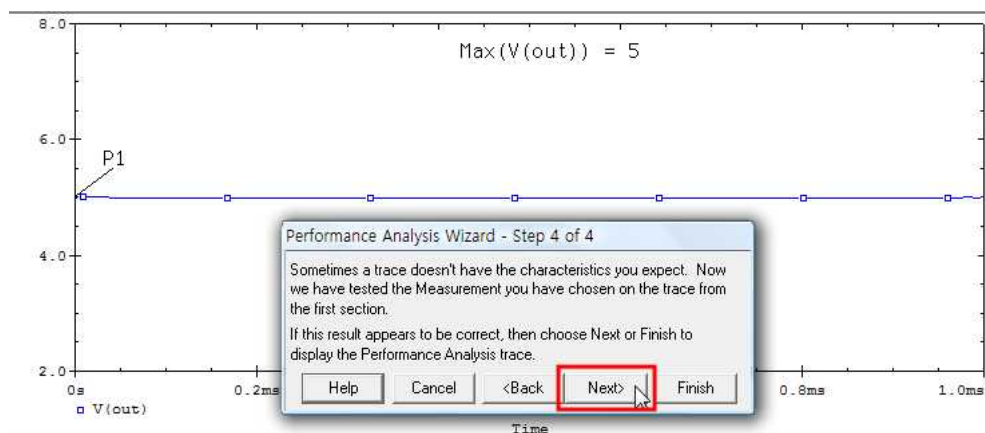 8.0
Max(V(out)) = 5
6.0
P1
4.0
2.0
0s
0.2ms
0.8ms
1.0ms
V(out)
Time
Performance Analysis Wizard - Step 4 of 4
Sometimes a trace doesn't have the characteristics you expect. Now
we have tested the Measurement you have chosen on the trace from
the first section.
If this result appears to be correct, then choose Next or Finish to
display the Performance Analysis trace.
Help
Cancel
<Back
Next>
Finish